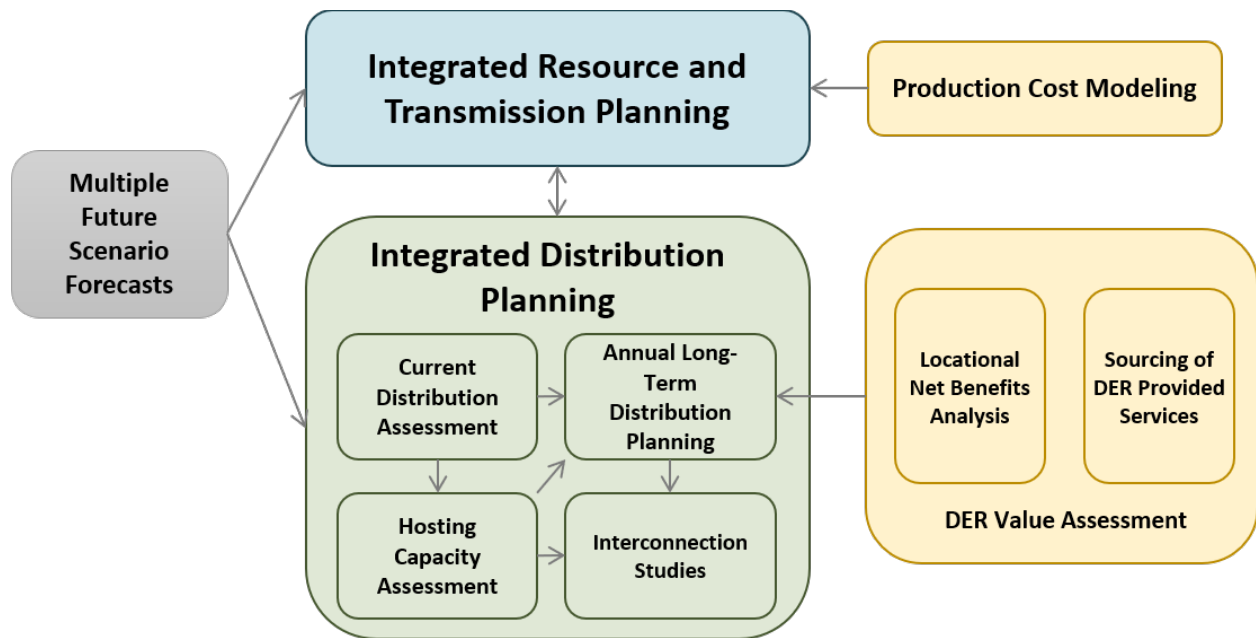 Integrated Resource and
Transmission Planning
Production Cost Modeling
Multiple
Future
Scenario
Forecasts
Integrated Distribution
Planning
Current
Distribution
Assessment
Annual Long-
Term
Distribution
Planning
Hosting
Capacity
Assessment
Interconnection
Studies
Locational
Net Benefits
Analysis
Sourcing of
DER Provided
Services
DER Value Assessment